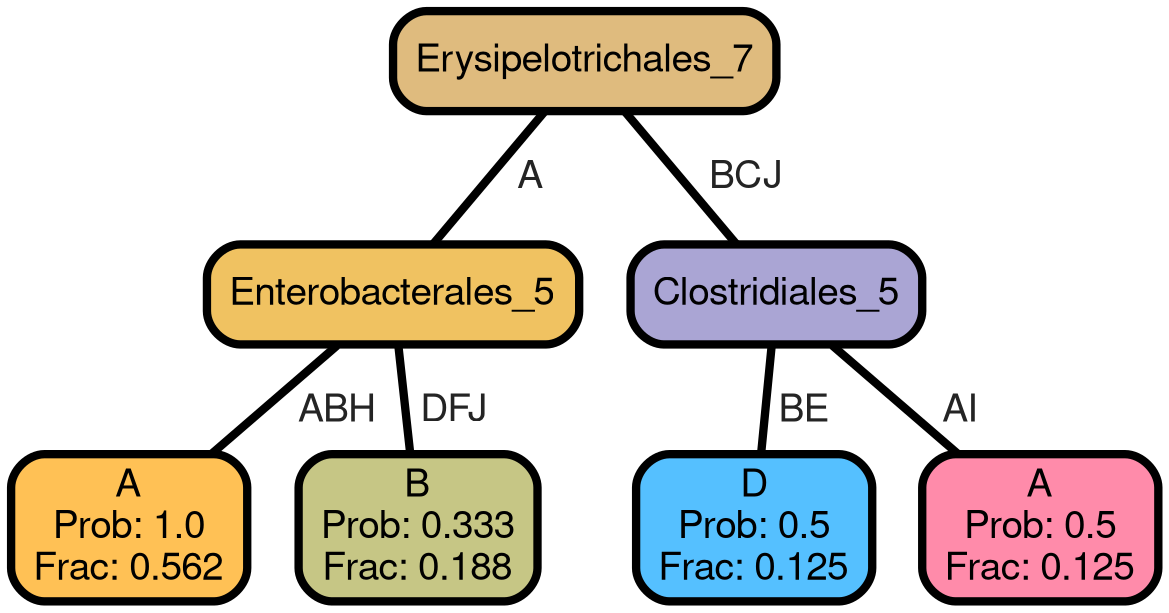 Erysipelotrichales_7
A
BCJ
Enterobacterales_5
Clostridiales_5
ABH
DFJ
BE
AI
A
Prob: 1.0
Frac: 0.562
B
Prob: 0.333
Frac: 0.188
D
Prob: 0.5
Frac: 0.125
A
Prob: 0.5
Frac: 0.125